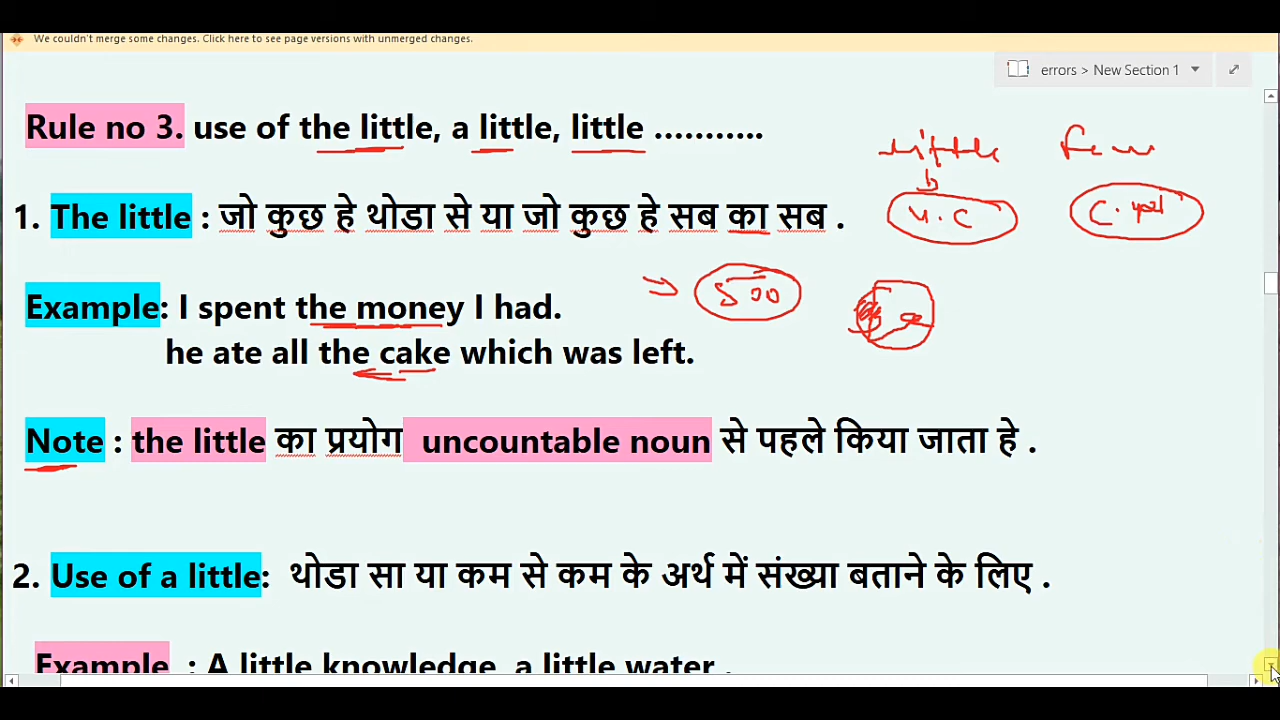 We couldn't merge some changes. Click here to see page versions with unmerged changes.
errors > New Section 1
Rule no 3. use of the little, a little, little ………..
little few
U.C C.
1. The little : जो कुछ हे थोडा से या जो कुछ हे सब का सब .
Example: I spent the money I had.
500
he ate all the cake which was left.
Note : the little का प्रयोग uncountable noun से पहले किया जाता हे .
2. Use of a little: थोडा सा या कम से कम के अर्थ में संख्या बताने के लिए .
Example : A little knowledge, a little water .